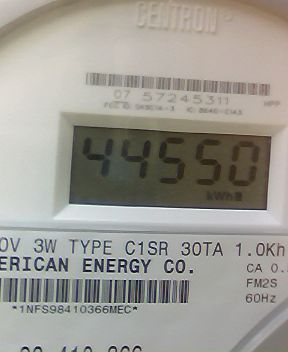 CENTRON
07 57245311
HPP
44550
kWh
0V 3W TYPE C1SR 30TA 1.0Kh
ERICAN ENERGY CO.
CA 0.
FM2S
60Hz
*1NFS98410366MEC*